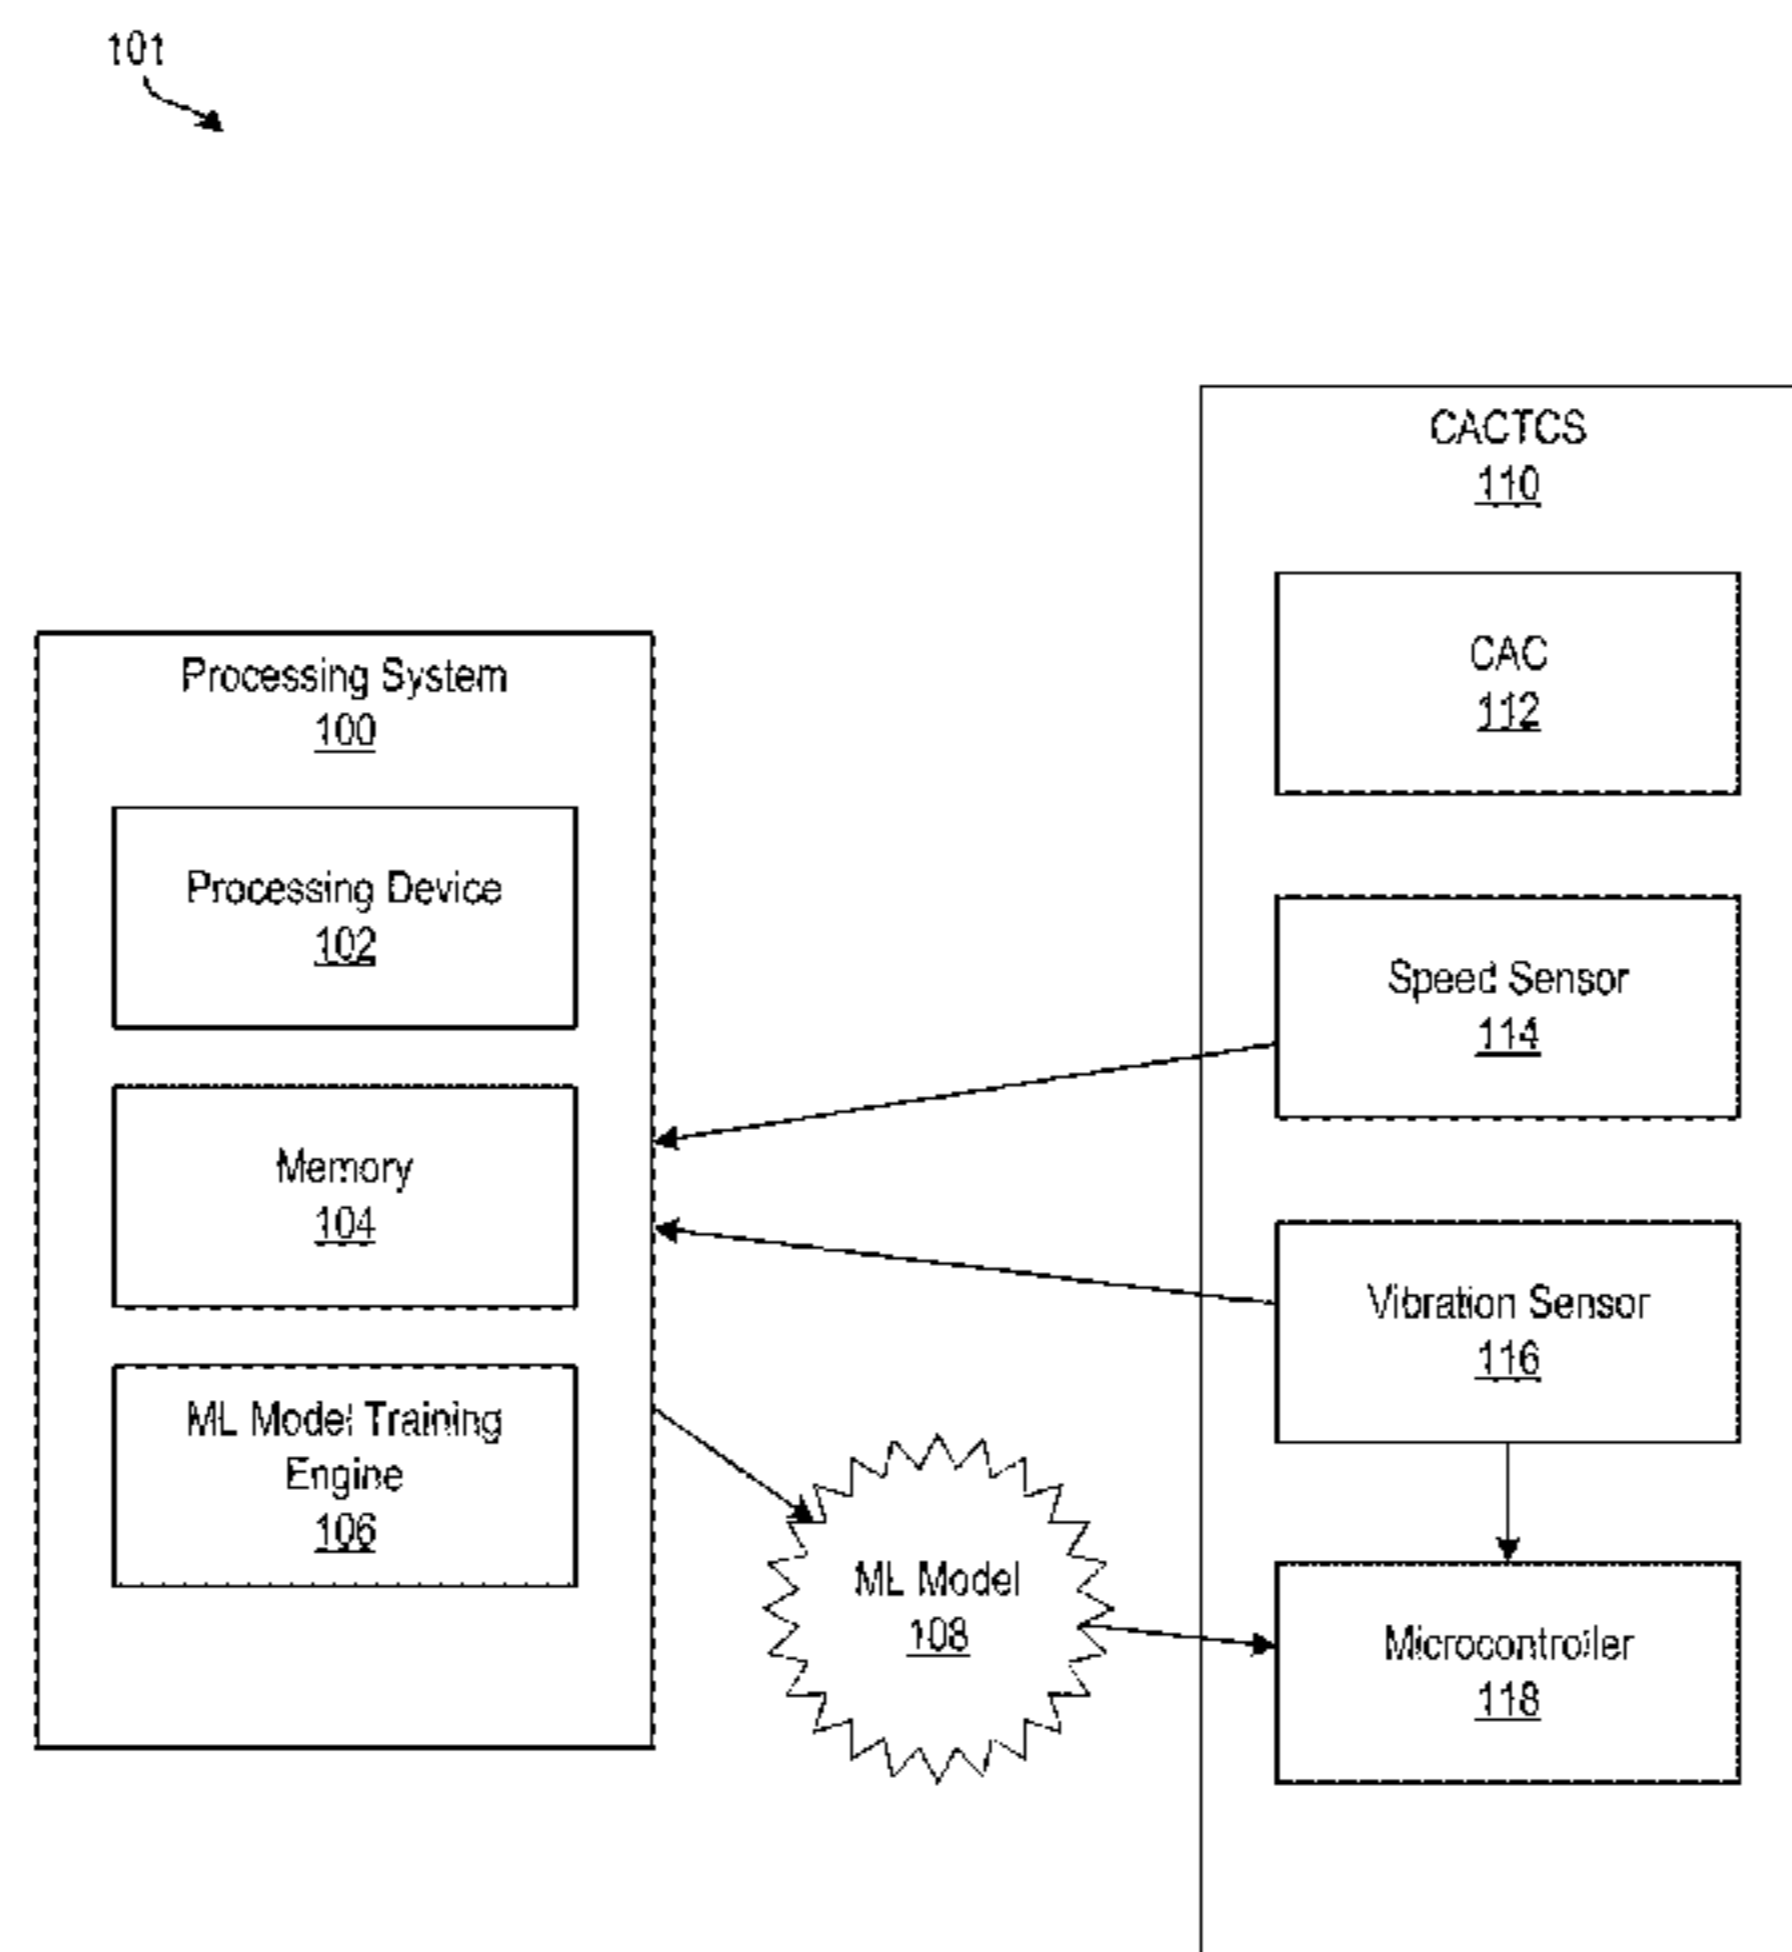 101
CACTCS
110
CAC
112
Processing System
100
Processing Device
102
Speed Sensor
114
Memory
104
Vibration Sensor
116
ML Model Training
Engine
106
ML Model
108
Microcontroller
118